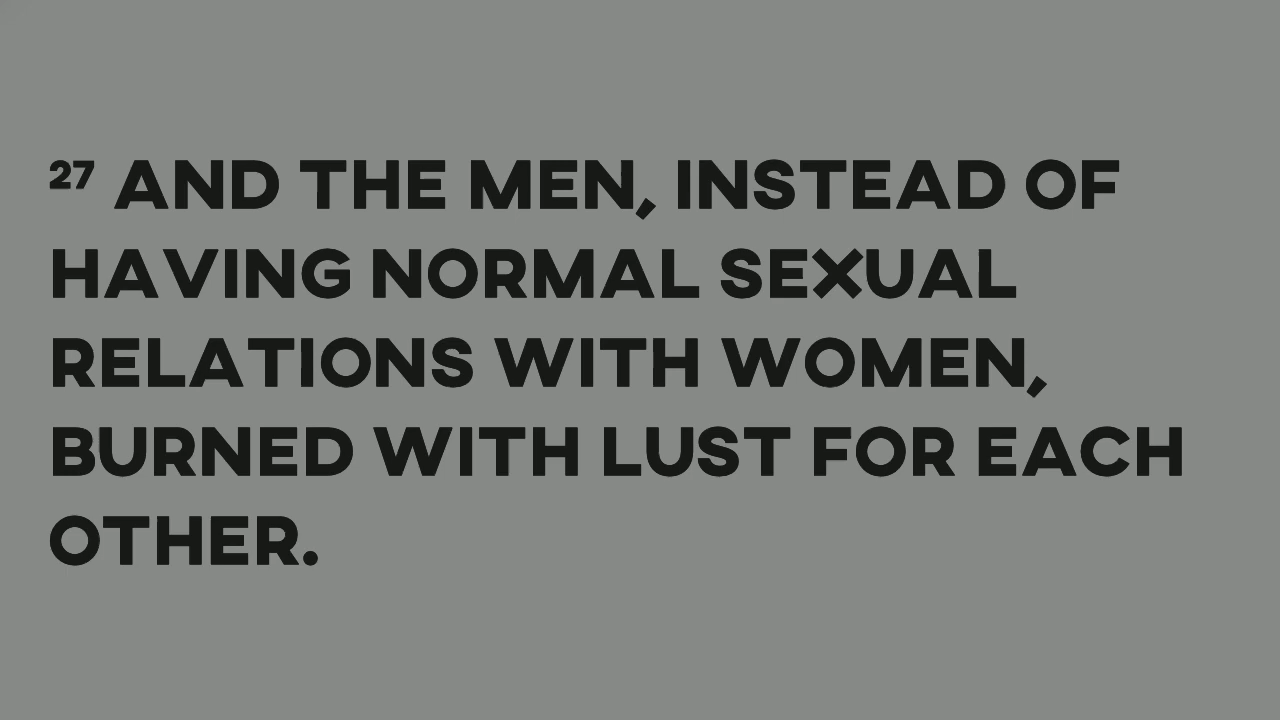 27 AND THE MEN, INSTEAD OF
HAVING NORMAL SEXUAL
RELATIONS WITH WOMEN,
BURNED WITH LUST FOR EACH
OTHER.